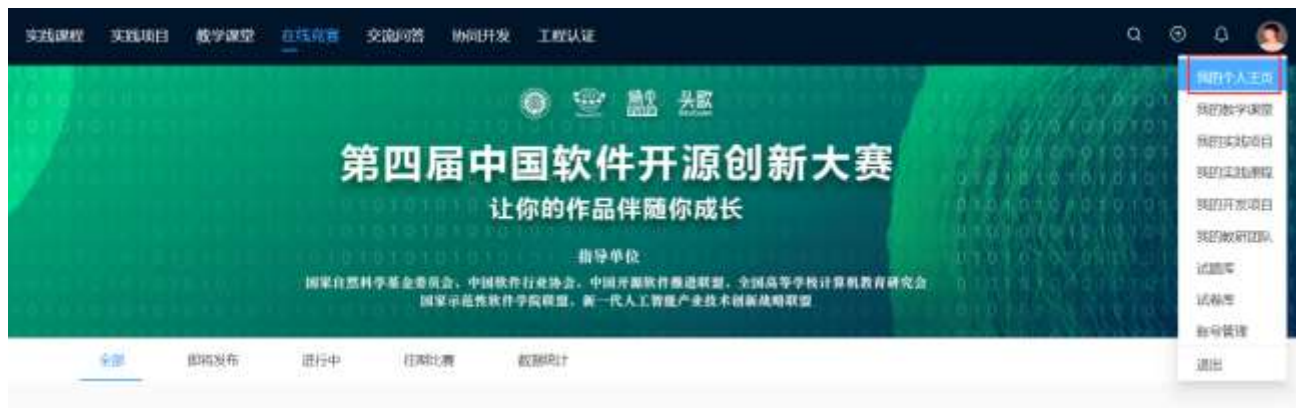 实践课程 实践项目 教学课堂 在线竞赛 交流问答 协同开发 工程认证
头歌
第四届中国软件开源创新大赛
让你的作品伴随你成长
指导单位
国家自然科学基金委员会、中国软件行业协会、中国开源软件推进联盟、全国高等学校计算机教育研究会
国家示范性软件学院联盟、新一代人工智能产业技术创新战略联盟
我的个人主页
我的教学课堂
我的实践项目
我的实践课程
我的开发项目
我的教研团队
试题库
试卷库
账号管理
退出
全部 即将发布 进行中 往期比赛 数据统计